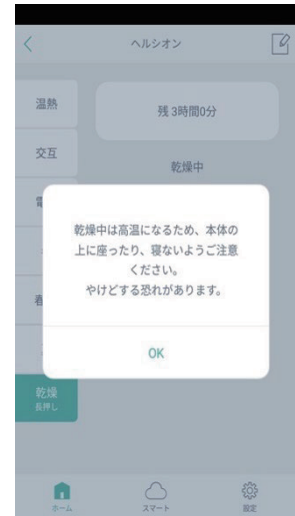 ヘルシオン
温熱
残 3時間0分
交互
乾燥中
乾燥中は高温になるため、本体の
上に座ったり、寝ないようご注意
ください。
やけどする恐れがあります。
OK
乾燥
長押し
ホーム
スマート
設定